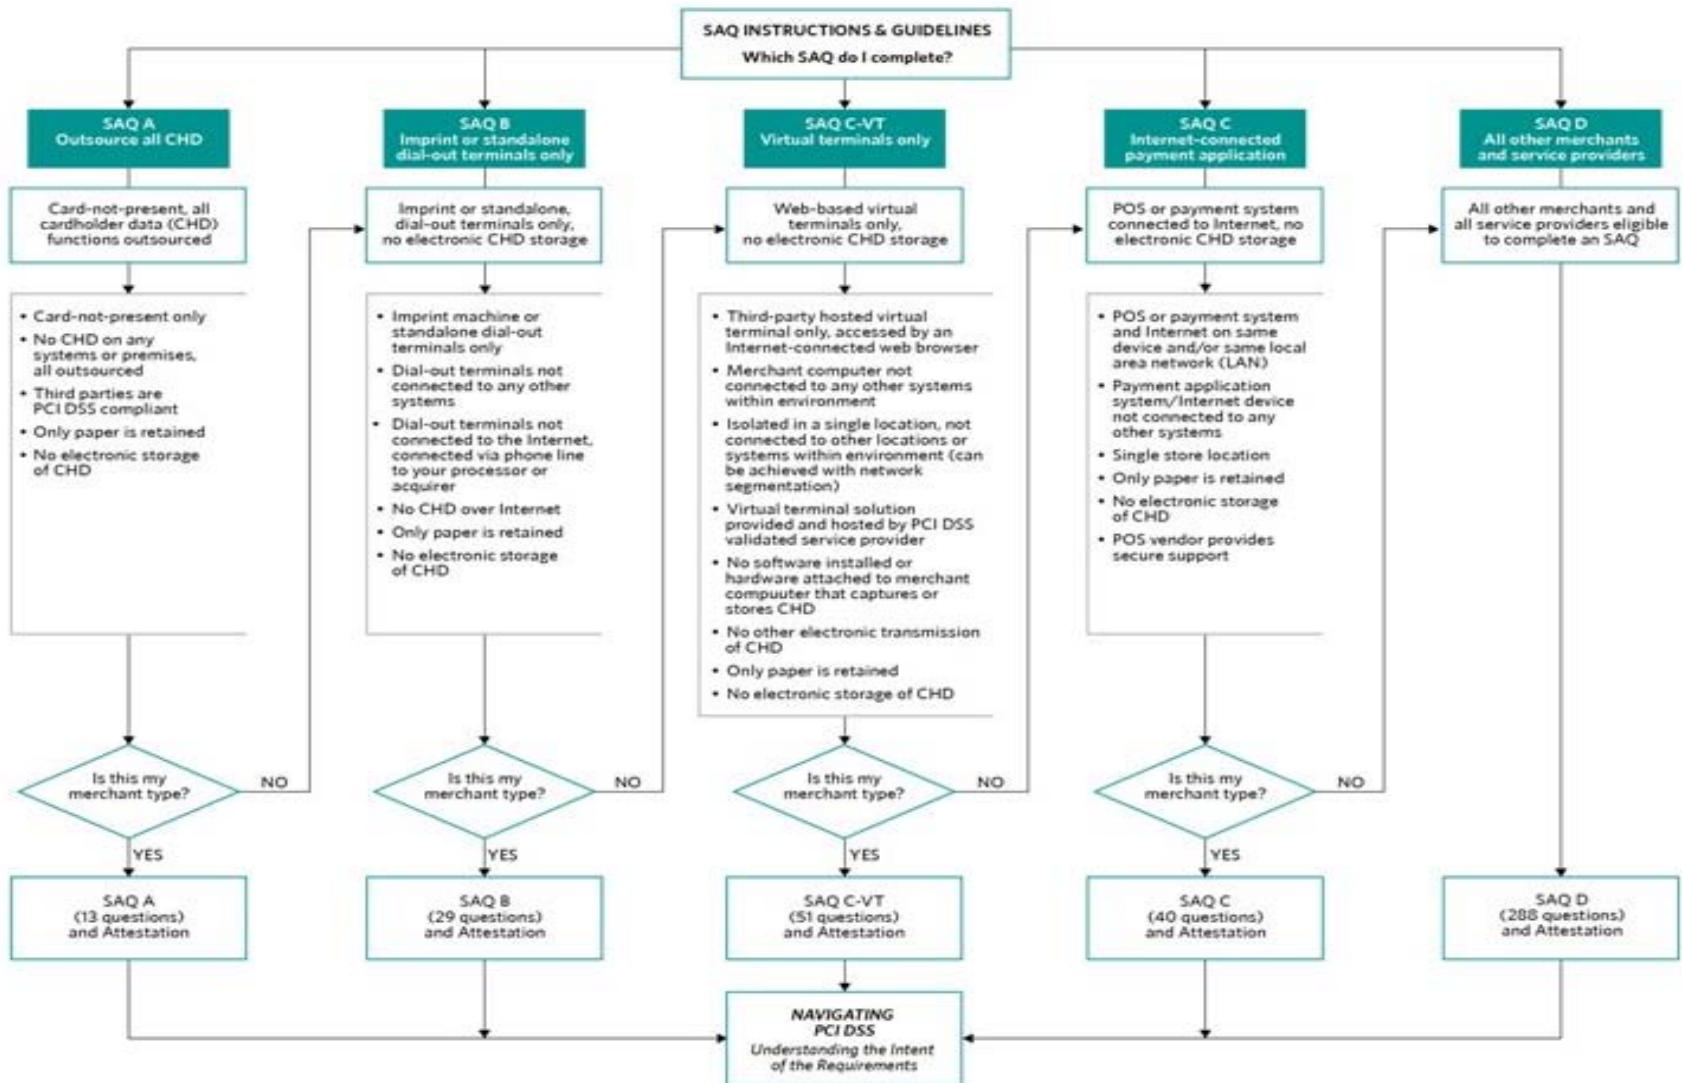 SAQ INSTRUCTIONS & GUIDELINES
Which SAQ do I complete?
SAQ A
Outsource all CHD
Card-not-present, all
cardholder data (CHD)
functions outsourced
• Card-not-present only
• No CHD on any
systems or premises,
all outsourced
• Third parties are
PCI DSS compliant
• Only paper is retained
• No electronic storage
of CHD
Is this my
merchant type?
NO
YES
SAQ A
(13 questions)
and Attestation
SAQ B
Imprint or standalone
dial-out terminals only
Imprint or standalone,
dial-out terminals only,
no electronic CHD storage
• Imprint machine or
standalone dial-out
terminals only
• Dial-out terminals not
connected to any other
systems
• Dial-out terminals not
connected to the Internet,
connected via phone line
to your processor or
acquirer
• No CHD over Internet
• Only paper is retained
• No electronic storage
of CHD
Is this my
merchant type?
NO
YES
SAQ B
(29 questions)
and Attestation
SAQ C-VT
Virtual terminals only
Web-based virtual
terminals only,
no electronic CHD storage
• Third-party hosted virtual
terminal only, accessed by an
Internet-connected web browser
• Merchant computer not
connected to any other systems
within environment
• Isolated in a single location, not
connected to other locations or
systems within environment (can
be achieved with network
segmentation)
• Virtual terminal solution
provided and hosted by PCI DSS
validated service provider
• No software installed or
hardware attached to merchant
compuuter that captures or
stores CHD
• No other electronic transmission
of CHD
• Only paper is retained
• No electronic storage of CHD
Is this my
merchant type?
NO
YES
SAQ C-VT
(51 questions)
and Attestation
SAQ C
Internet-connected
payment application
POS or payment system
connected to Internet, no
electronic CHD storage
• POS or payment system
and Internet on same
device and/or same local
area network (LAN)
• Payment application
system/Internet device
not connected to any
other systems
• Single store location
• Only paper is retained
• No electronic storage
of CHD
• POS vendor provides
secure support
Is this my
merchant type?
NO
YES
SAQ C
(40 questions)
and Attestation
SAQ D
All other merchants
and service providers
All other merchants and
all service providers eligible
to complete an SAQ
SAQ D
(288 questions)
and Attestation
NAVIGATING
PCI DSS
Understanding the Intent
of the Requirements